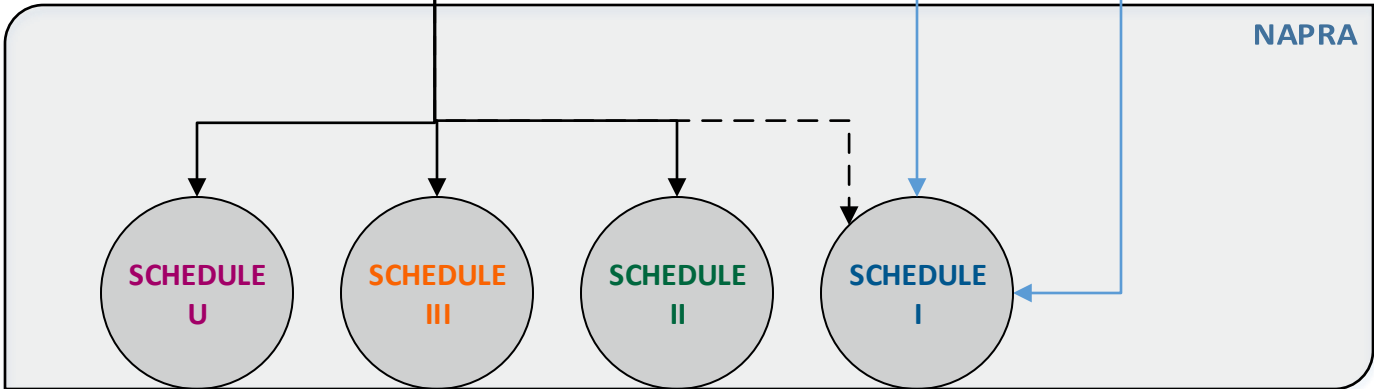 NAPRA
SCHEDULE
U
SCHEDULE
III
SCHEDULE
II
SCHEDULE
I